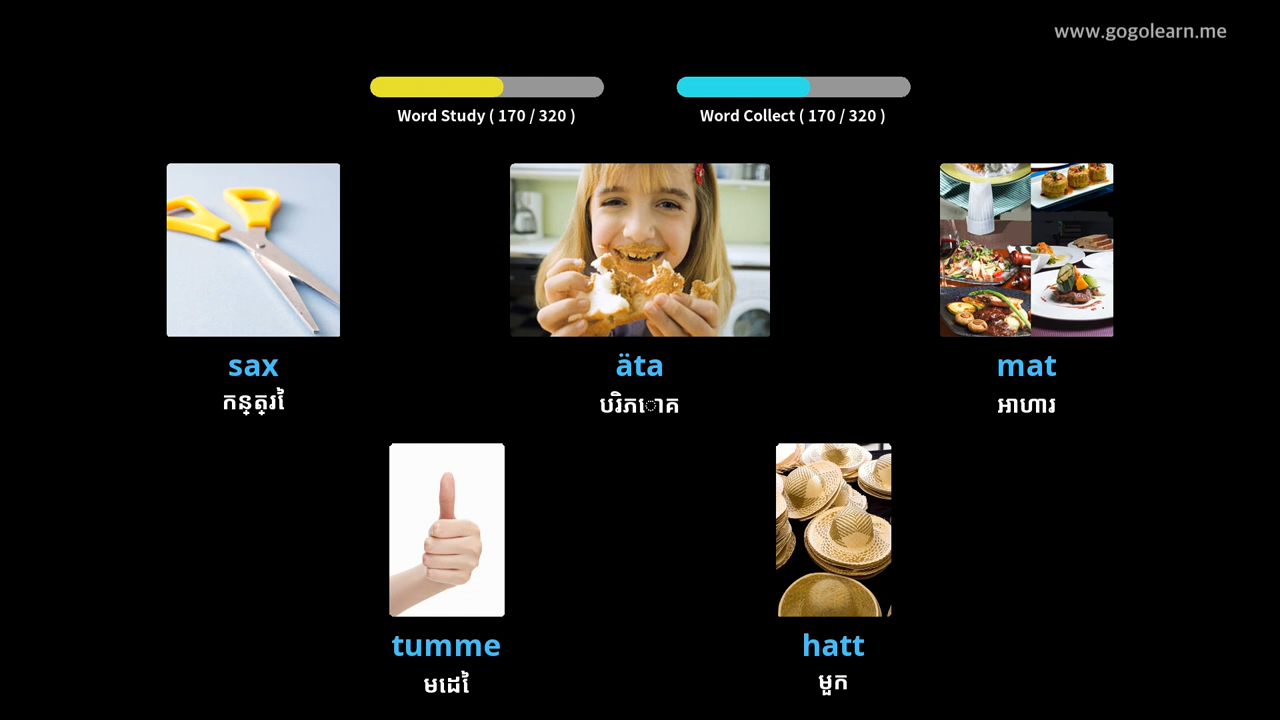 www.gogolearn.me
Word Study ( 170 / 320 )
Word Collect ( 170 / 320 )
sax
កន្ត្រៃ
äta
បរិភោគ
mat
អាហារ
tumme
មដេៃ
hatt
មួក